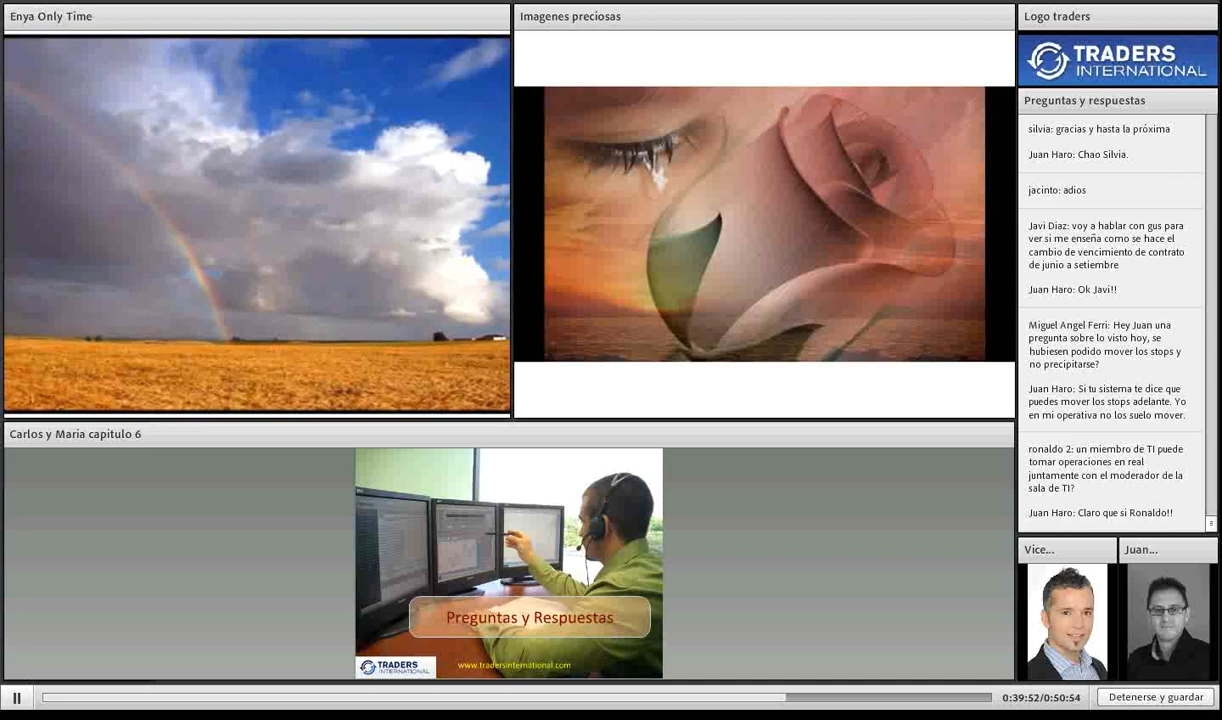 Enya Only Time
Imagenes preciosas
Logo traders
TRADERS
INTERNATIONAL
Preguntas y respuestas
silvia: gracias y hasta la próxima
Juan Haro: Chao Silvia.
jacinto: adios
Javi Diaz: voy a hablar con gus para
ver si me enseña como se hace el
cambio de vencimiento de contrato
de junio a setiembre
Juan Haro: Ok Javi!!
Miguel Angel Ferri: Hey Juan una
pregunta sobre lo visto hoy, se
hubiesen podido mover los stops y
no precipitarse?
Juan Haro: Si tu sistema te dice que
puedes mover los stops adelante. Yo
en mi operativa no los suelo mover.
ronaldo 2: un miembro de TI puede
tomar operaciones en real
juntamente con el moderador de la
sala de TI?
Juan Haro: Claro que si Ronaldo!!
Carlos y Maria capitulo 6
Preguntas y Respuestas
TRADERS
INTERNATIONAL
www.tradersinternational.com
Vice...
Juan...
0:39:52/0:50:54
Detenerse y guardar